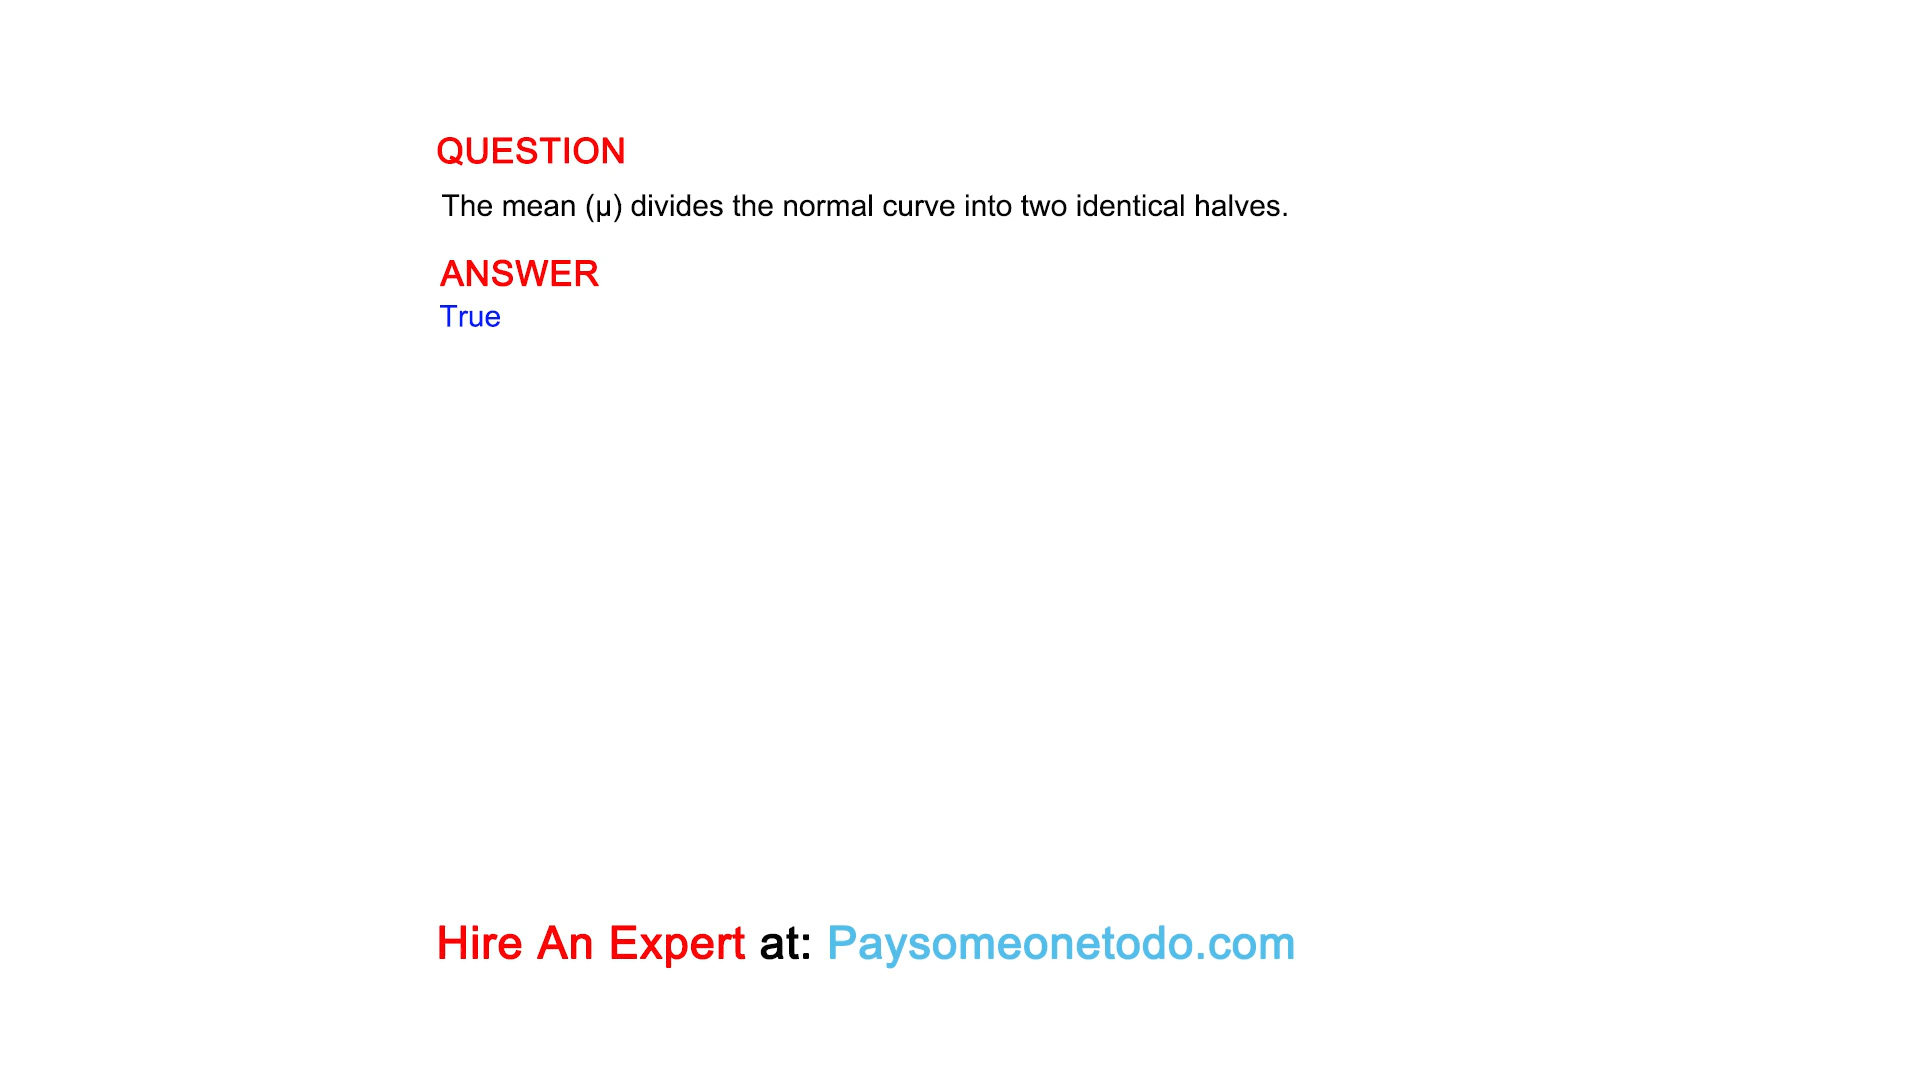 QUESTION
The mean (μ) divides the normal curve into two identical halves.
ANSWER
True
Hire An Expert at: Paysomeonetodo.com